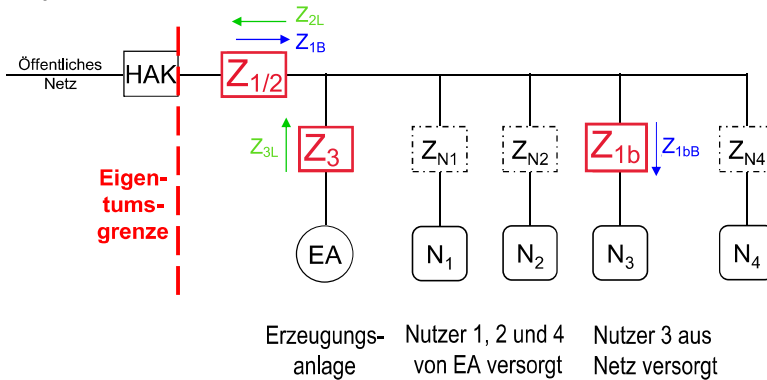 Z2L
Z1B
Öffentliches
Netz
HAK
Z1/2
Z3L
Z3
ZN1
ZN2
Z1b
Z1bB
ZN4
Eigen-
tums-
grenze
EA
N1
N2
N3
N4
Erzeugungs-
anlage
Nutzer 1, 2 und 4
von EA versorgt
Nutzer 3 aus
Netz versorgt